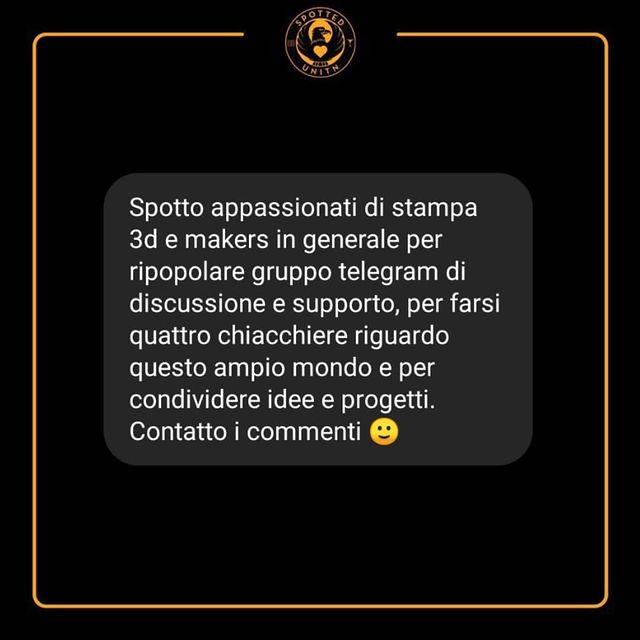 SPOTTED
UNITN
Spotto appassionati di stampa
3d e makers in generale per
ripopolare gruppo telegram di
discussione e supporto, per farsi
quattro chiacchiere riguardo
questo ampio mondo e per
condividere idee e progetti.
Contatto i commenti 🙂